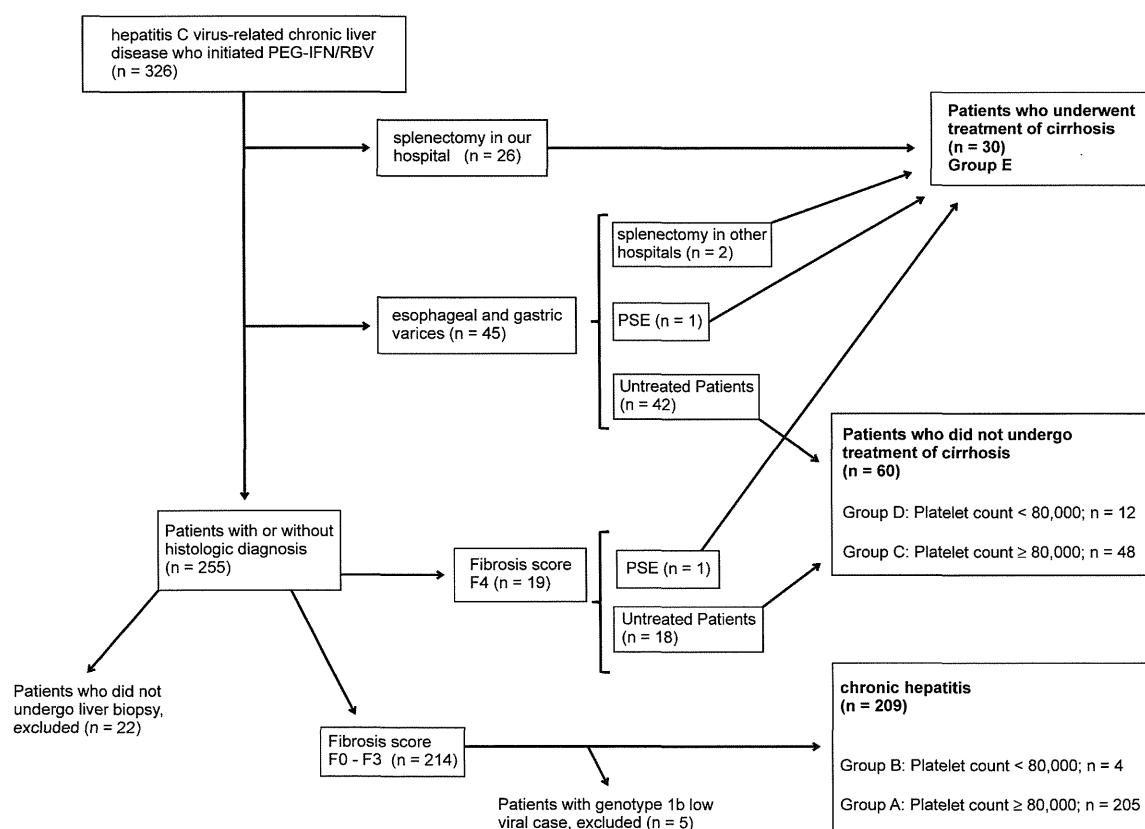 hepatitis C virus-related chronic liver
disease who initiated PEG-IFN/RBV
(n = 326)
splenectomy in our
hospital (n = 26)
Patients who underwent
treatment of cirrhosis
(n = 30)
Group E
splenectomy in other
hospitals (n = 2)
esophageal and gastric
varices (n = 45)
PSE (n = 1)
Untreated Patients
(n = 42)
Patients who did not undergo
treatment of cirrhosis
(n = 60)
Group D: Platelet count < 80,000; n = 12
Group C: Platelet count ≥ 80,000; n = 48
Patients with or without
histologic diagnosis
(n = 255)
Fibrosis score
F4 (n = 19)
PSE (n = 1)
Untreated Patients
(n = 18)
Patients who did not
undergo liver biopsy,
excluded (n = 22)
Fibrosis score
F0 - F3 (n = 214)
Patients with genotype 1b low
viral case, excluded (n = 5)
chronic hepatitis
(n = 209)
Group B: Platelet count < 80,000; n = 4
Group A: Platelet count ≥ 80,000; n = 205